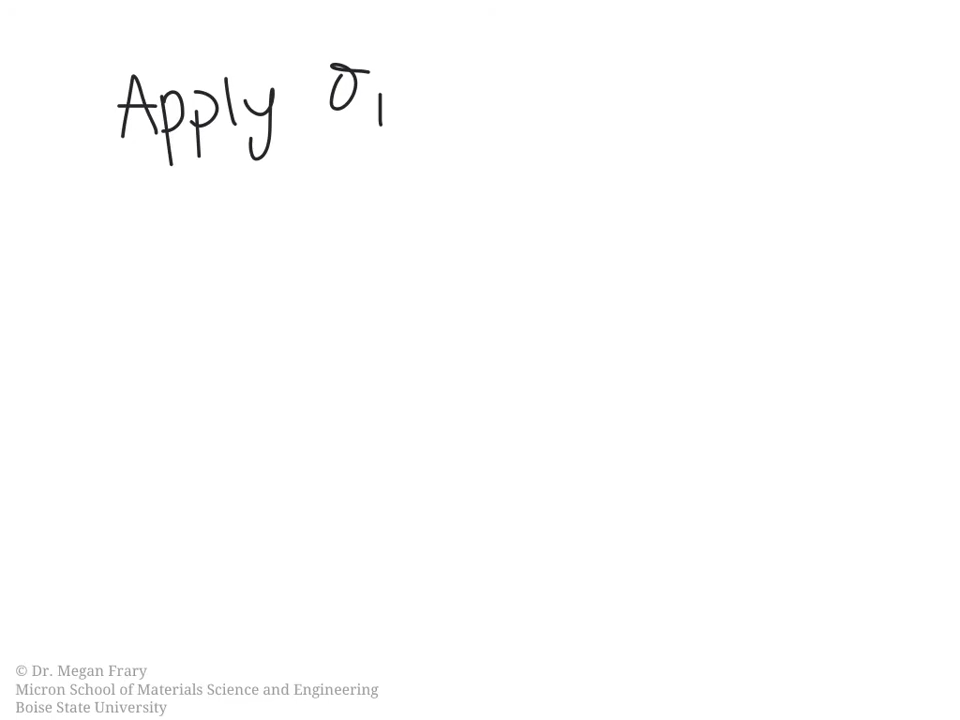 Apply σ₁
© Dr. Megan Frary
Micron School of Materials Science and Engineering
Boise State University